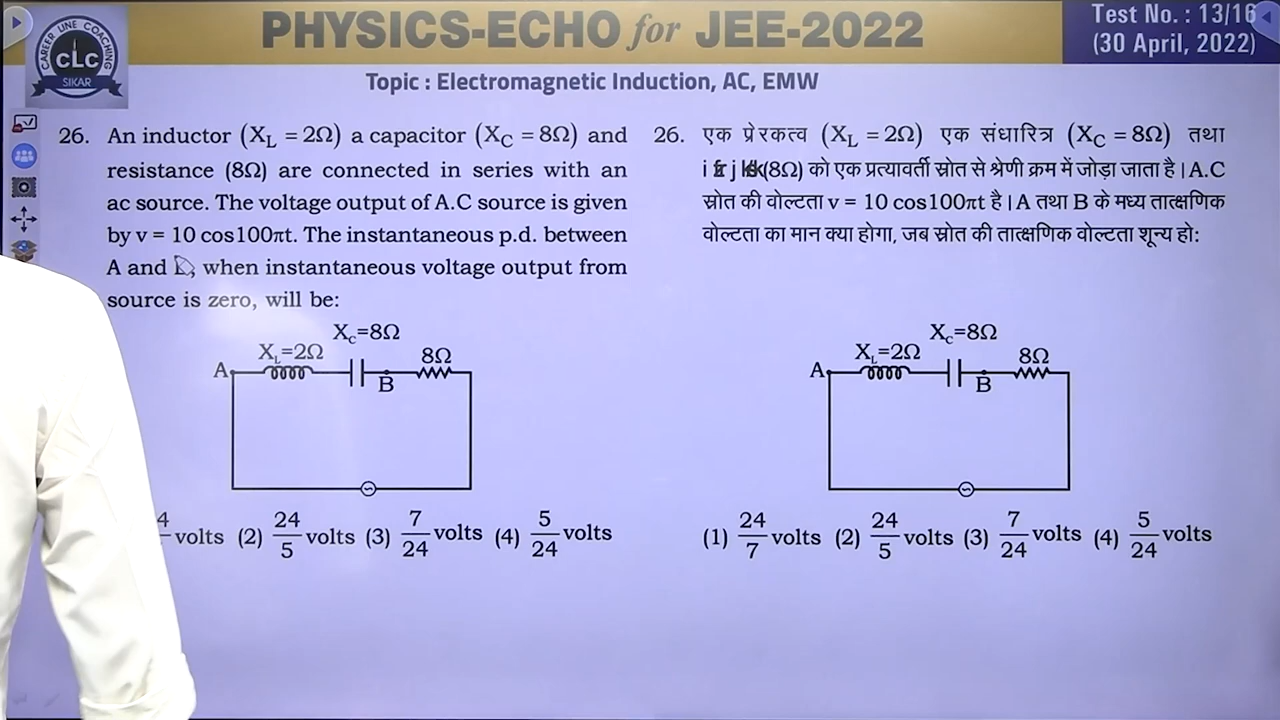 PHYSICS-ECHO for JEE-2022
Test No. : 13/16
(30 April, 2022)
CAREER LINE COACHING
CLC
SIKAR
Topic : Electromagnetic Induction, AC, EMW
26. An inductor (X_L = 2Ω) a capacitor (X_C = 8Ω) and
resistance (8Ω) are connected in series with an
ac source. The voltage output of A.C source is given
by v = 10 cos100πt. The instantaneous p.d. between
A and when instantaneous voltage output from
source is zero, will be:
X_C=8Ω
X_L=2Ω
8Ω
A
B
4 volts (2) 24/5 volts (3) 7/24 volts (4) 5/24 volts
26. एक प्रेरकत्व (X_L = 2Ω) एक संधारित्र (X_C = 8Ω) तथा
(8Ω) को एक प्रत्यावर्ती स्रोत से श्रेणी क्रम में जोड़ा जाता है। A.C
स्रोत की वोल्टता v = 10 cos100πt है। A तथा B के मध्य तात्क्षणिक
वोल्टता का मान क्या होगा, जब स्रोत की तात्क्षणिक वोल्टता शून्य हो:
X_C=8Ω
X_L=2Ω
8Ω
A
B
(1) 24/7 volts (2) 24/5 volts (3) 7/24 volts (4) 5/24 volts